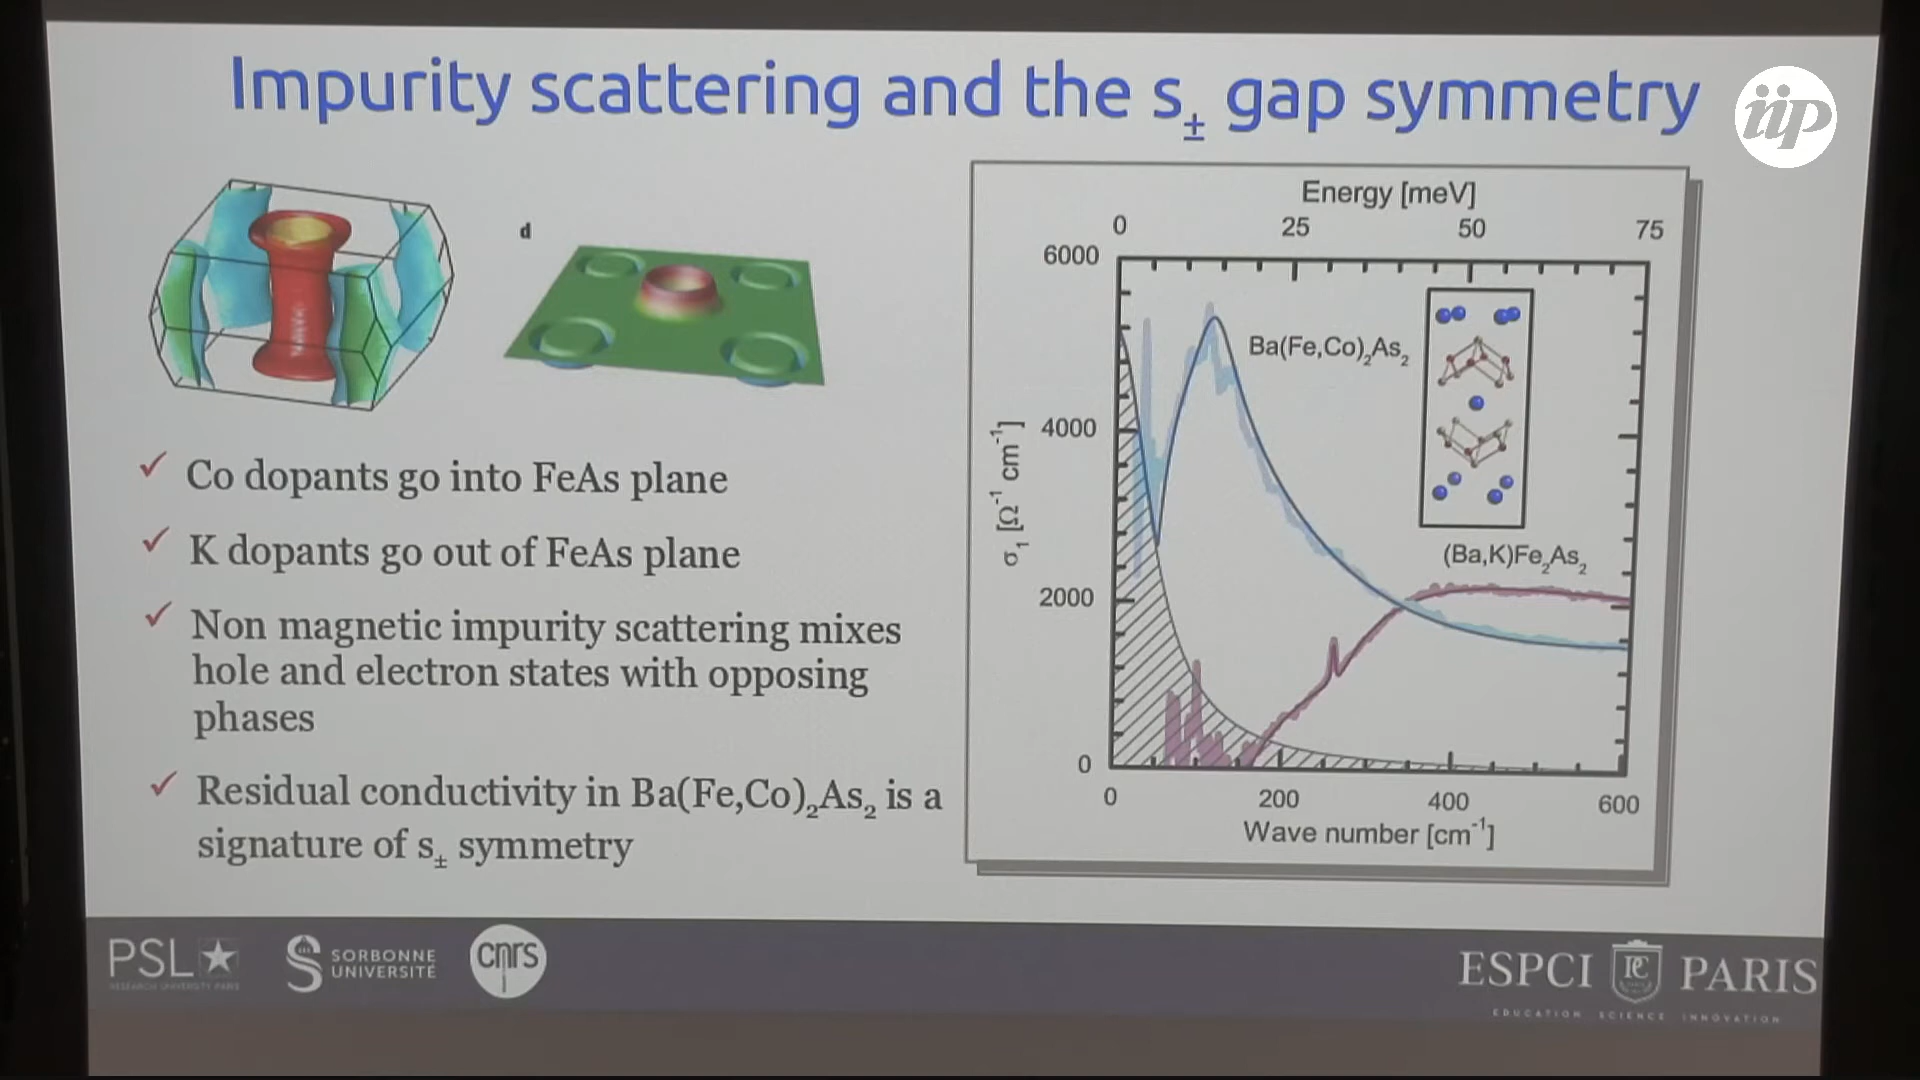 Impurity scattering and the s± gap symmetry
iip
d
Co dopants go into FeAs plane
K dopants go out of FeAs plane
Non magnetic impurity scattering mixes
hole and electron states with opposing
phases
Residual conductivity in Ba(Fe,Co)₂As₂ is a
signature of s± symmetry
Energy [meV]
0 25 50 75
6000
4000
2000
0
σ₁ [Ω⁻¹ cm⁻¹]
Ba(Fe,Co)₂As₂
(Ba,K)Fe₂As₂
0 200 400 600
Wave number [cm⁻¹]
PSL
RESEARCH UNIVERSITY PARIS
SORBONNE
UNIVERSITÉ
cnrs
ESPCI PARIS
EDUCATION SCIENCE INNOVATION